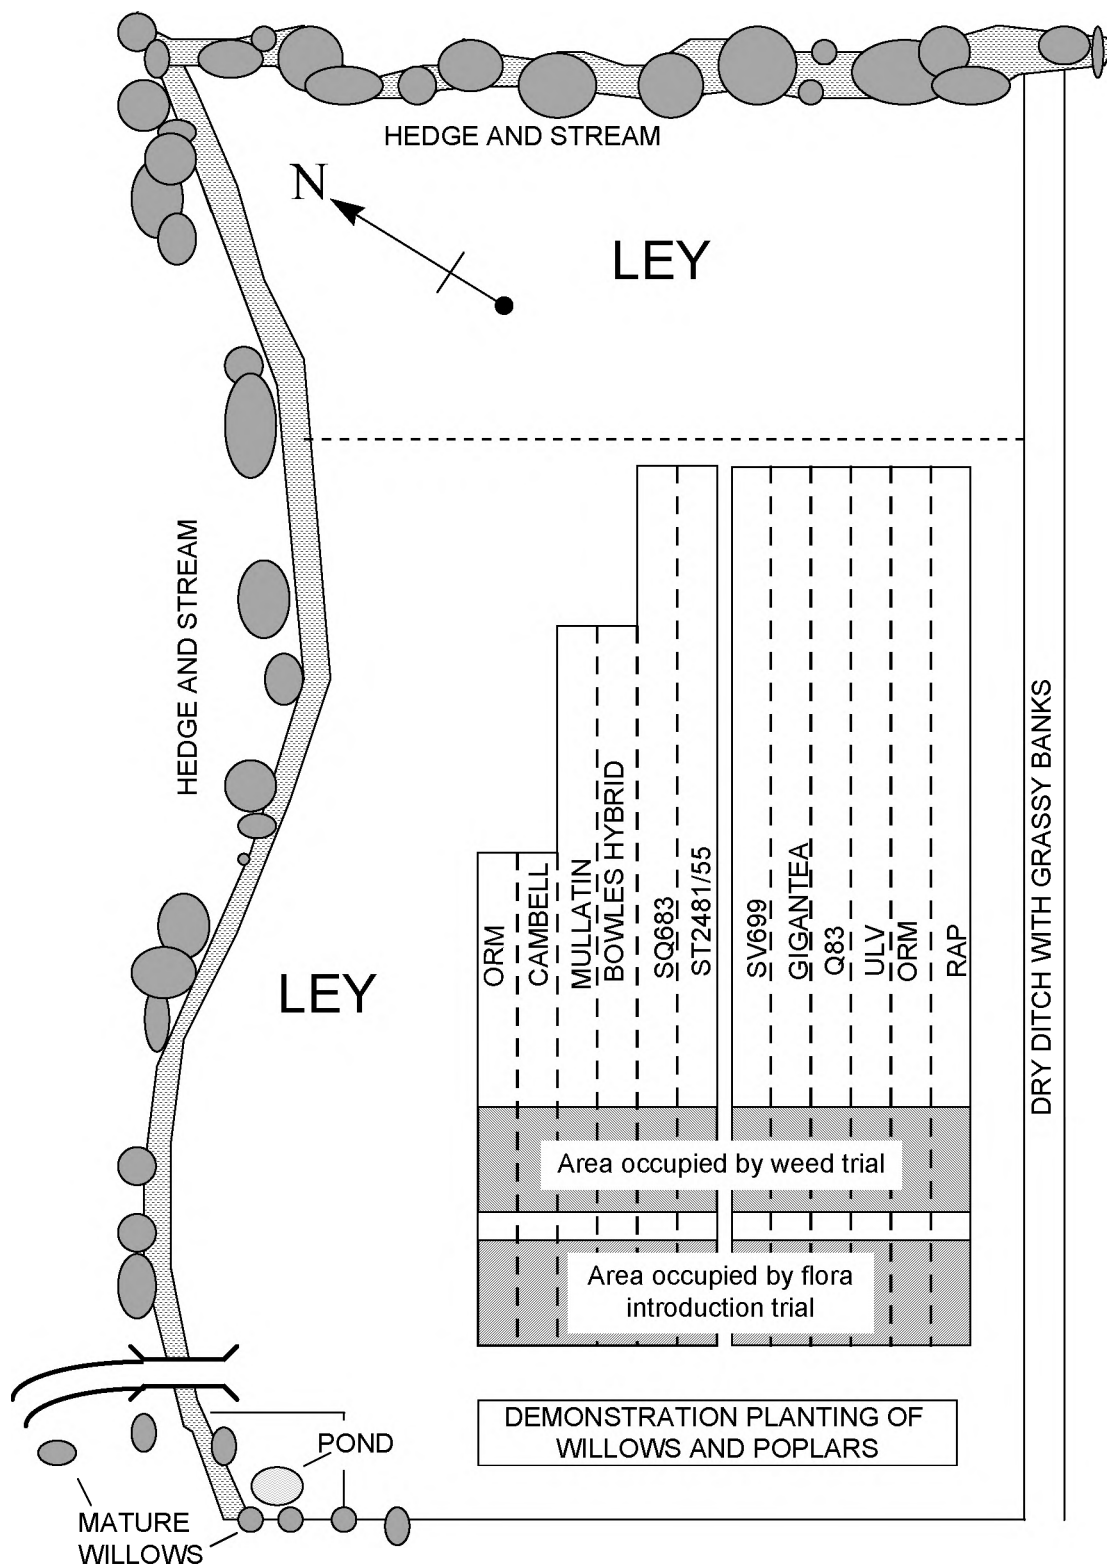 HEDGE AND STREAM
N
LEY
HEDGE AND STREAM
LEY
ORM
CAMBELL
MULLATIN
BOWLES HYBRID
SQ683
ST2481/55
SV699
GIGANTEA
Q83
ULV
ORM
RAP
DRY DITCH WITH GRASSY BANKS
Area occupied by weed trial
Area occupied by flora
introduction trial
DEMONSTRATION PLANTING OF
WILLOWS AND POPLARS
POND
MATURE
WILLOWS